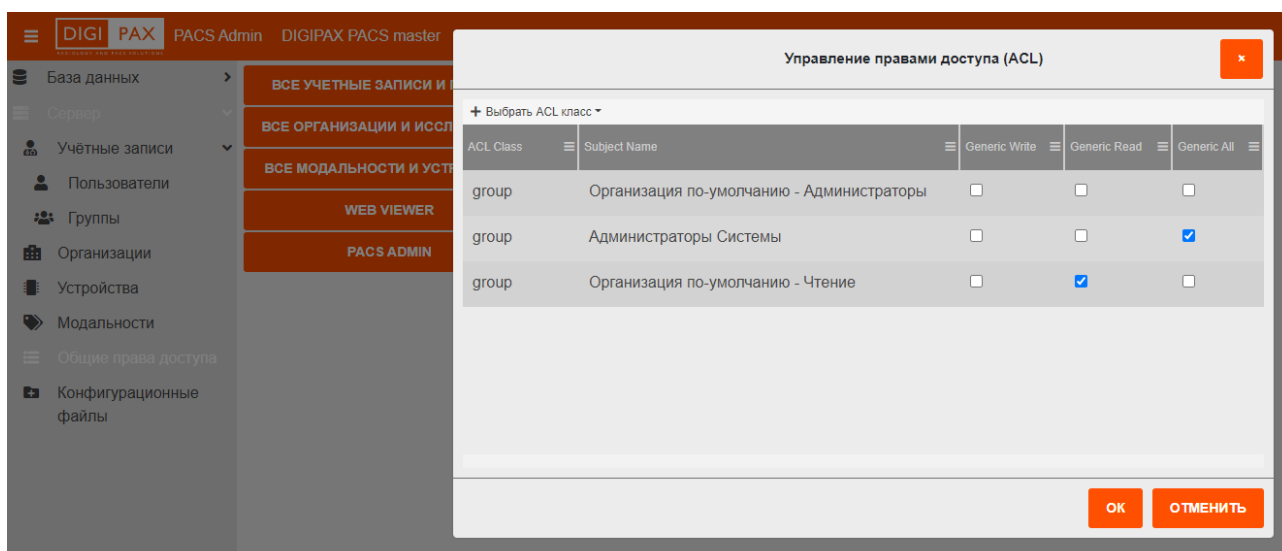 DIGI PAX PACS Admin DIGIPAX PACS master
База данных
Сервер
Учётные записи
Пользователи
Группы
Организации
Устройства
Модальности
Общие права доступа
Конфигурационные
файлы
ВСЕ УЧЕТНЫЕ ЗАПИСИ И
ВСЕ ОРГАНИЗАЦИИ И ИССЛ
ВСЕ МОДАЛЬНОСТИ И УСТР
WEB VIEWER
PACS ADMIN
Управление правами доступа (ACL)
Выбрать ACL класс
ACL Class Subject Name Generic Write Generic Read Generic All
group Организация по-умолчанию - Администраторы
group Администраторы Системы
group Организация по-умолчанию - Чтение
ОК ОТМЕНИТЬ